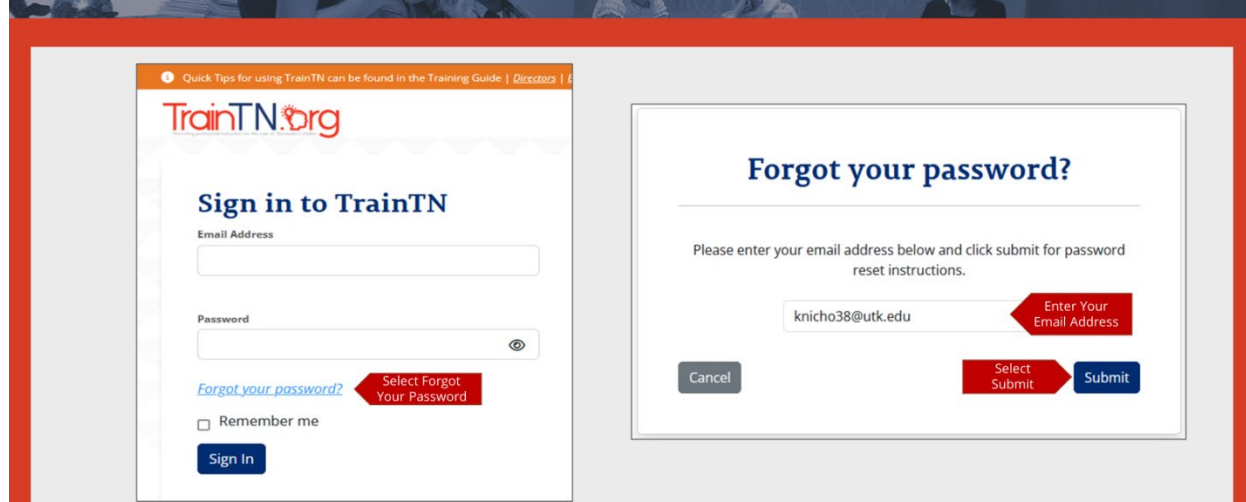 Quick Tips for using TrainTN can be found in the Training Guide | Directors |
TrainTN.org
Sign in to TrainTN
Email Address
Password
Forgot your password?
Select Forgot
Your Password
Remember me
Sign In
Forgot your password?
Please enter your email address below and click submit for password
reset instructions.
knicho38@utk.edu
Enter Your
Email Address
Cancel
Select
Submit
Submit